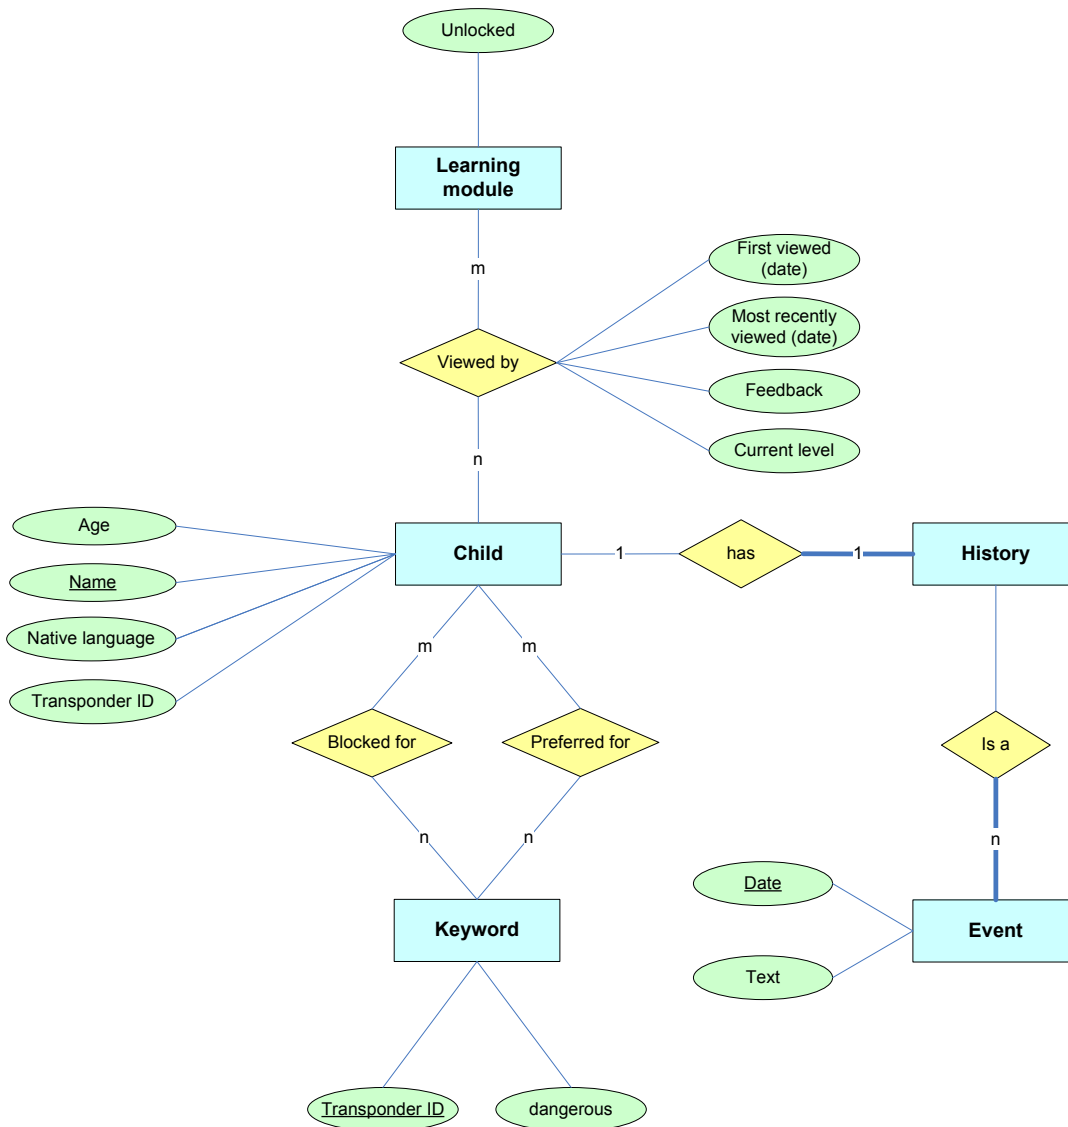 Unlocked
Learning
module
m
First viewed
(date)
Most recently
viewed (date)
Viewed by
Feedback
Current level
n
Age
Name
Native language
Transponder ID
Child
1
has
1
History
m
m
Blocked for
Preferred for
Is a
n
n
n
Date
Text
Keyword
Event
Transponder ID
dangerous